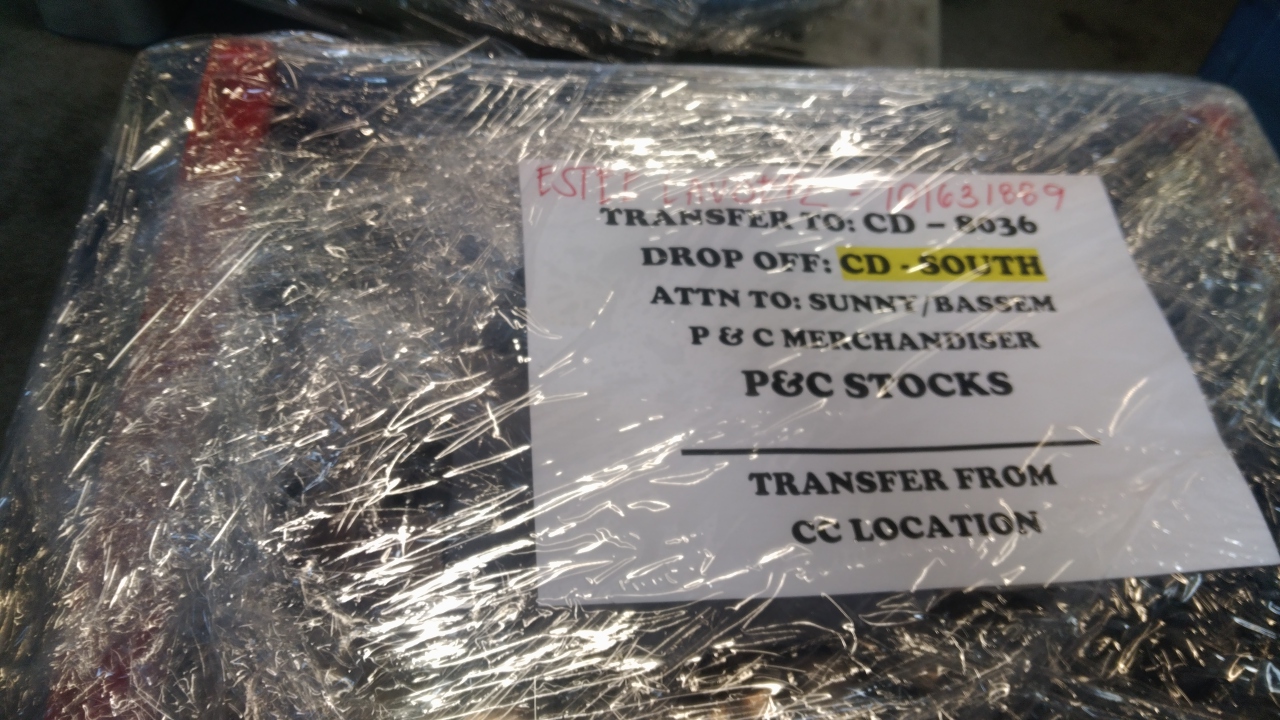 ESTEE - 101631889
TRANSFER TO: CD - 8036
DROP OFF: CD - SOUTH
ATTN TO: SUNNY/BASSEM
P & C MERCHANDISER
P&C STOCKS
TRANSFER FROM
CC LOCATION